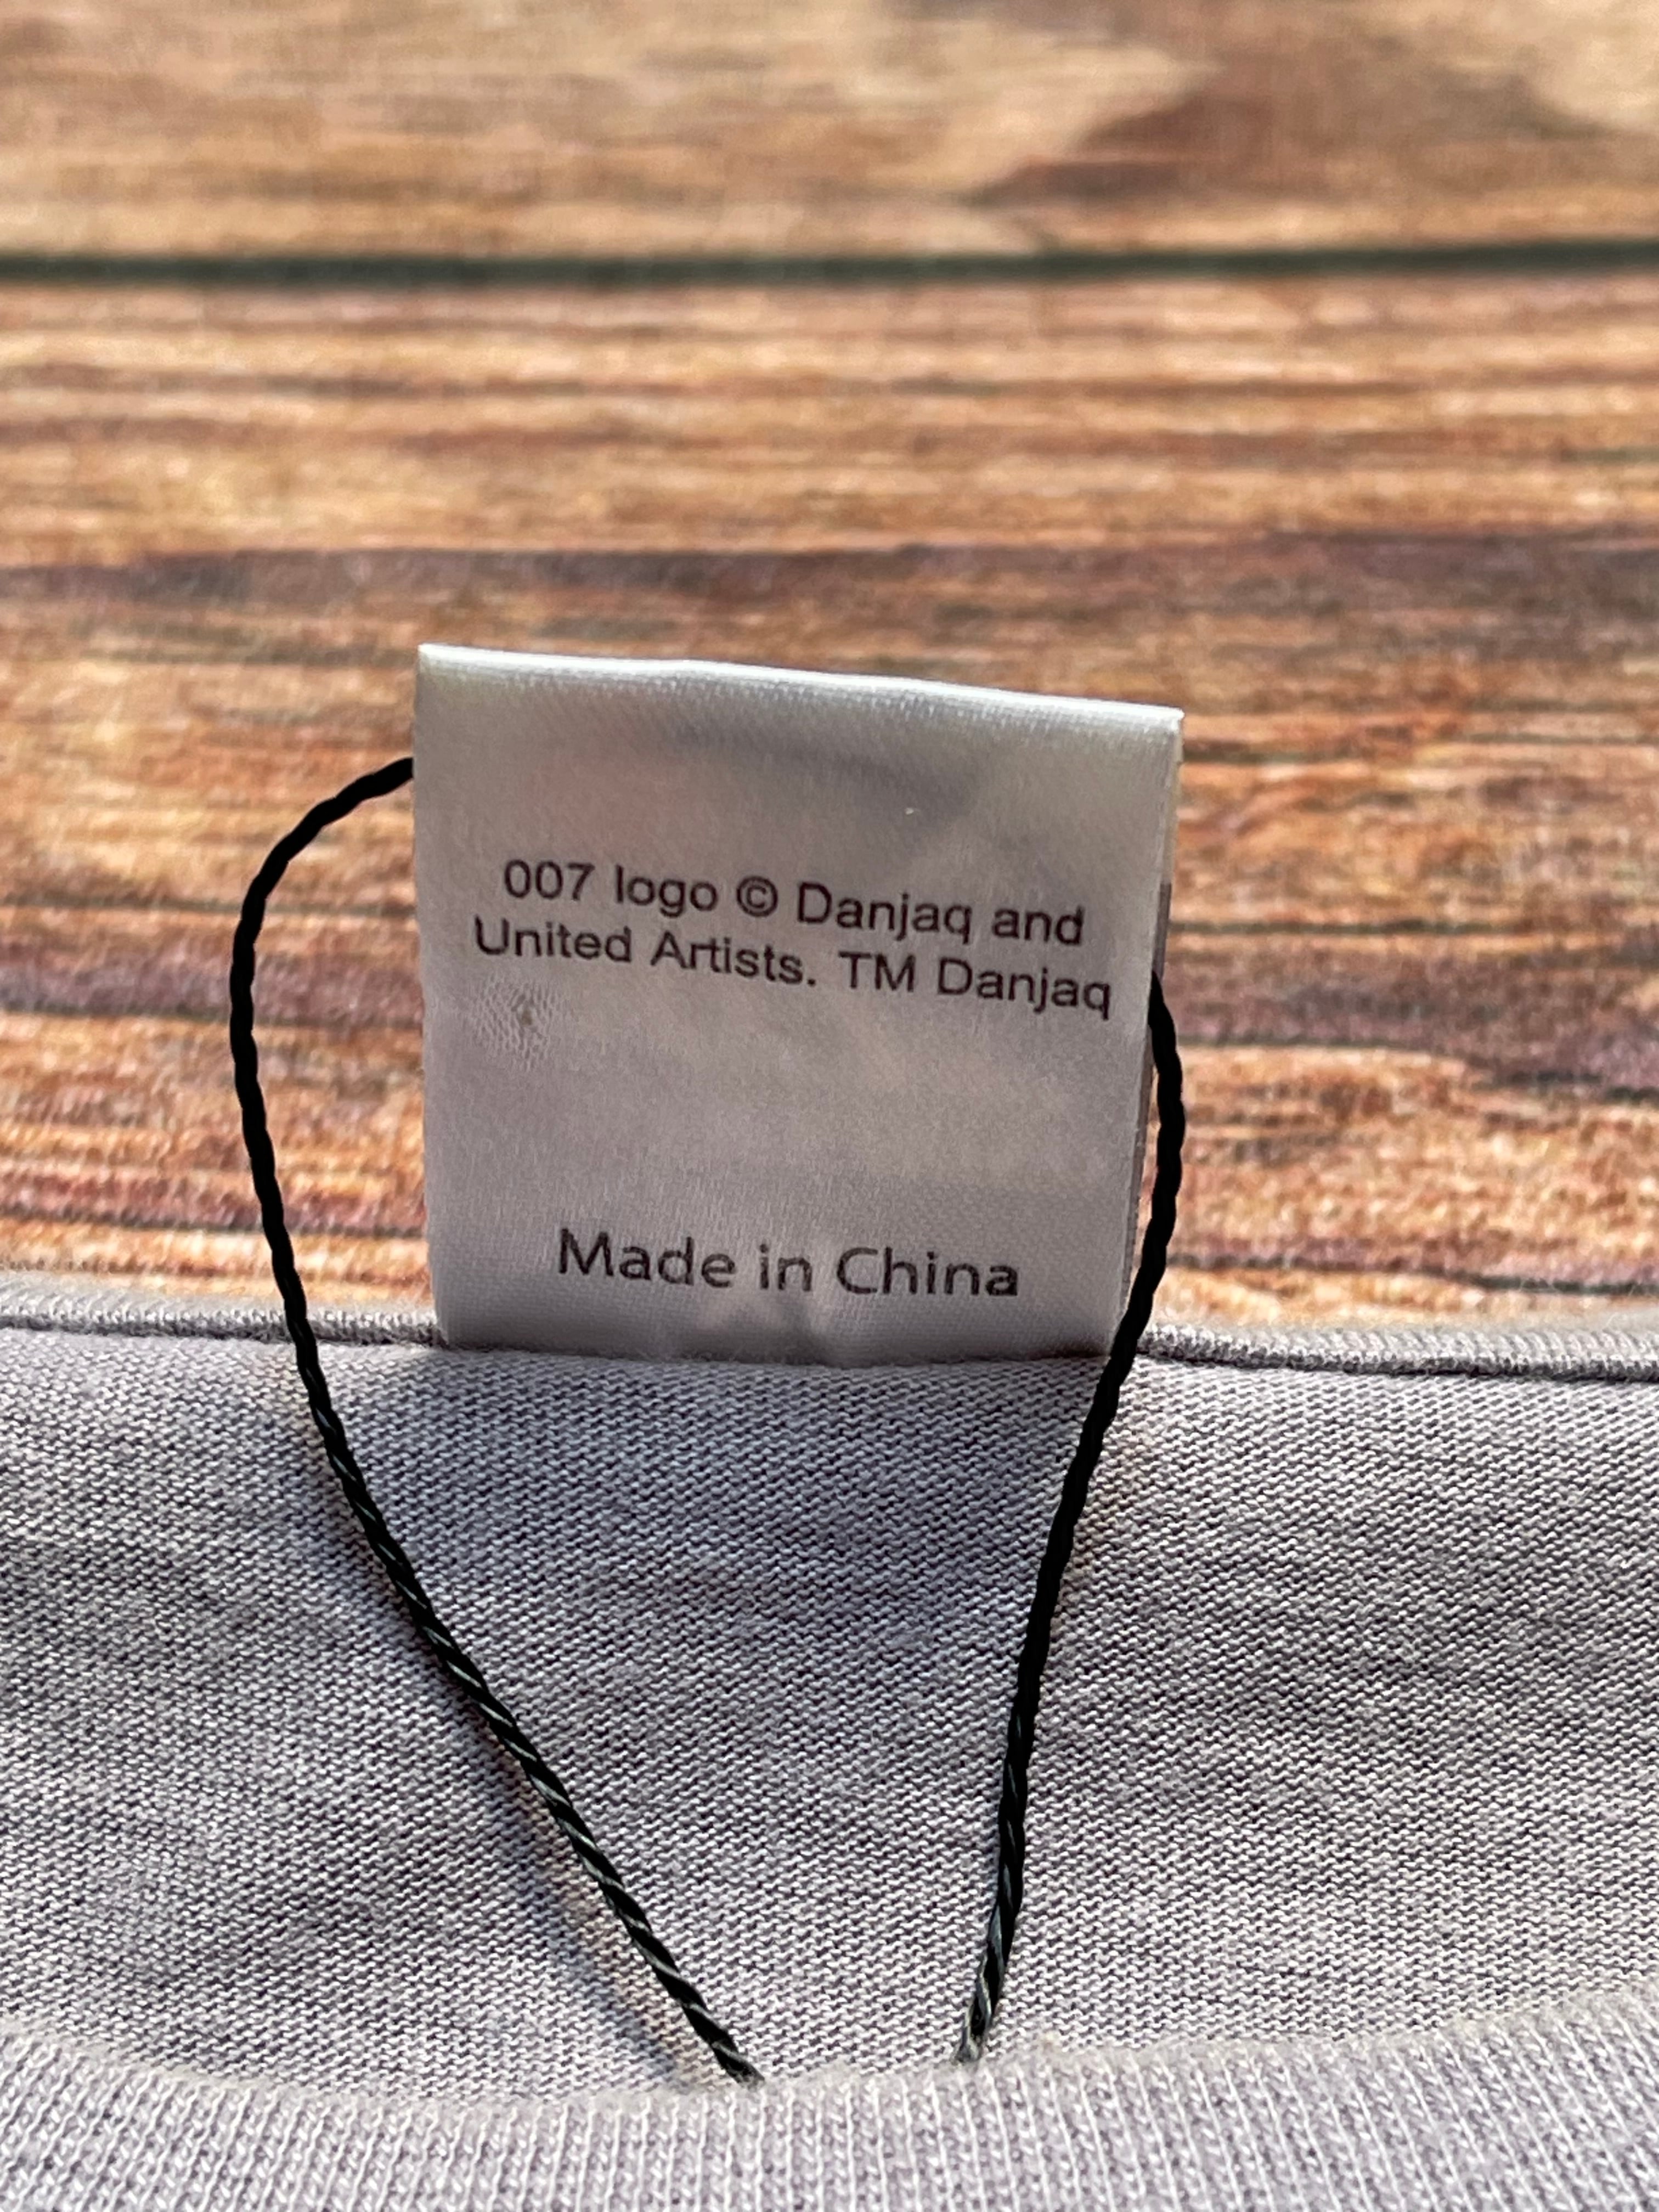 007 logo © Danjaq and
United Artists. TM Danjaq
Made in China